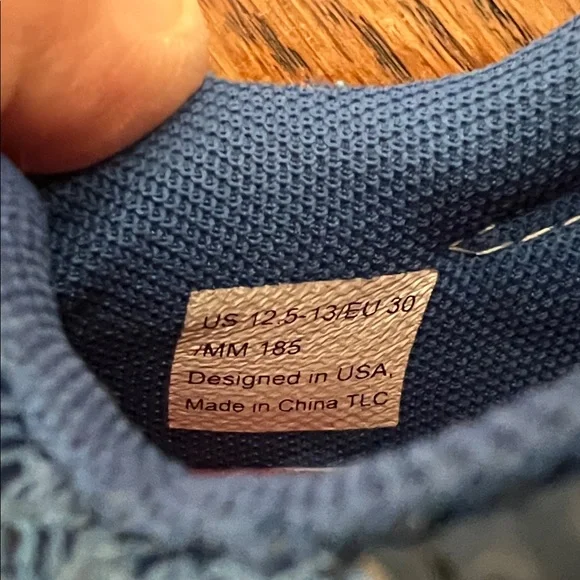 US 12.5-13/EU 30
/MM 185
Designed in USA,
Made in China TLC